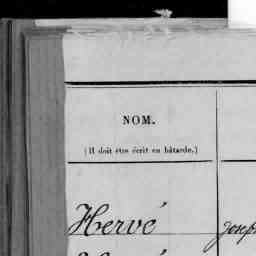 NOM.
(Il doit être écrit en bâtarde.)
Hervé